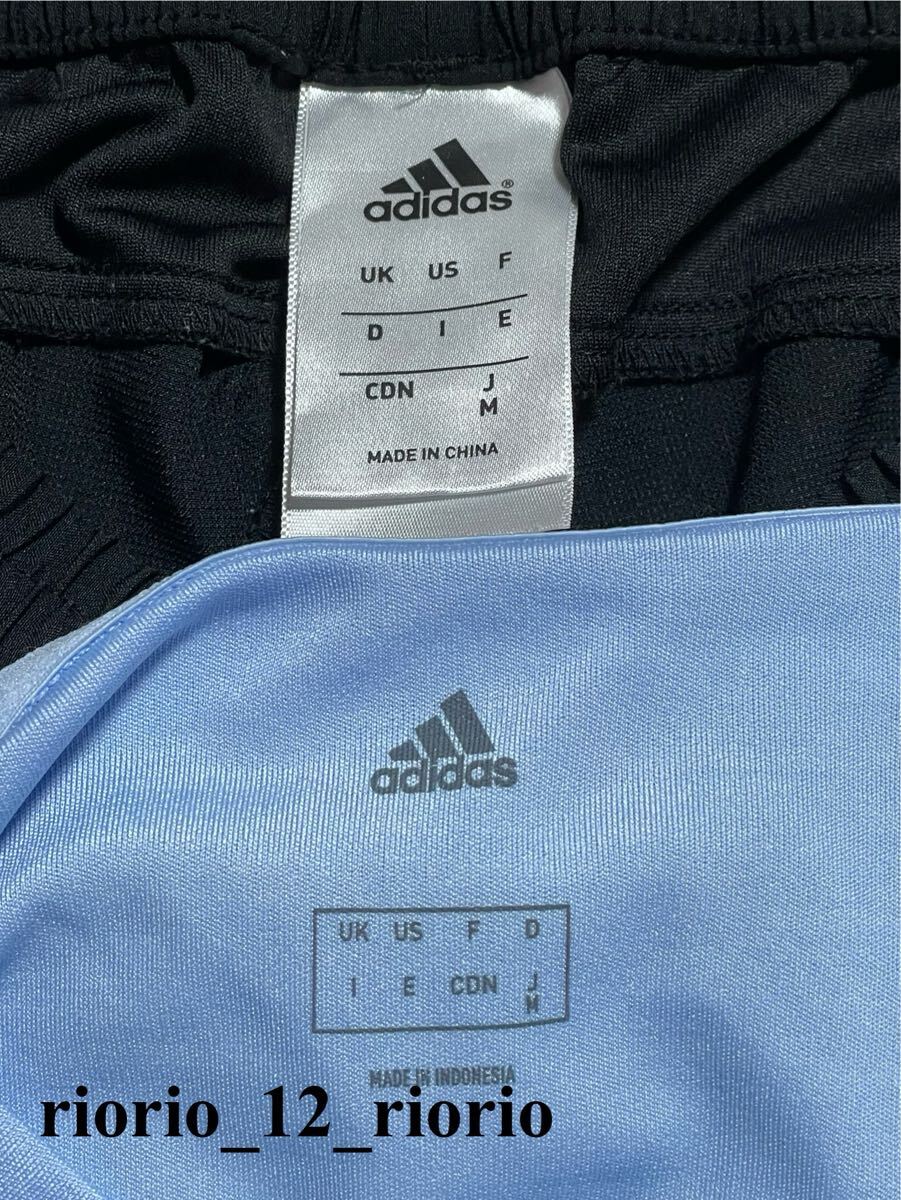 adidas®
UK US F
D I E
CDN J
M
MADE IN CHINA
adidas
UK US F D
I E CDN J
M
MADE IN INDONESIA
riorio_12_riorio